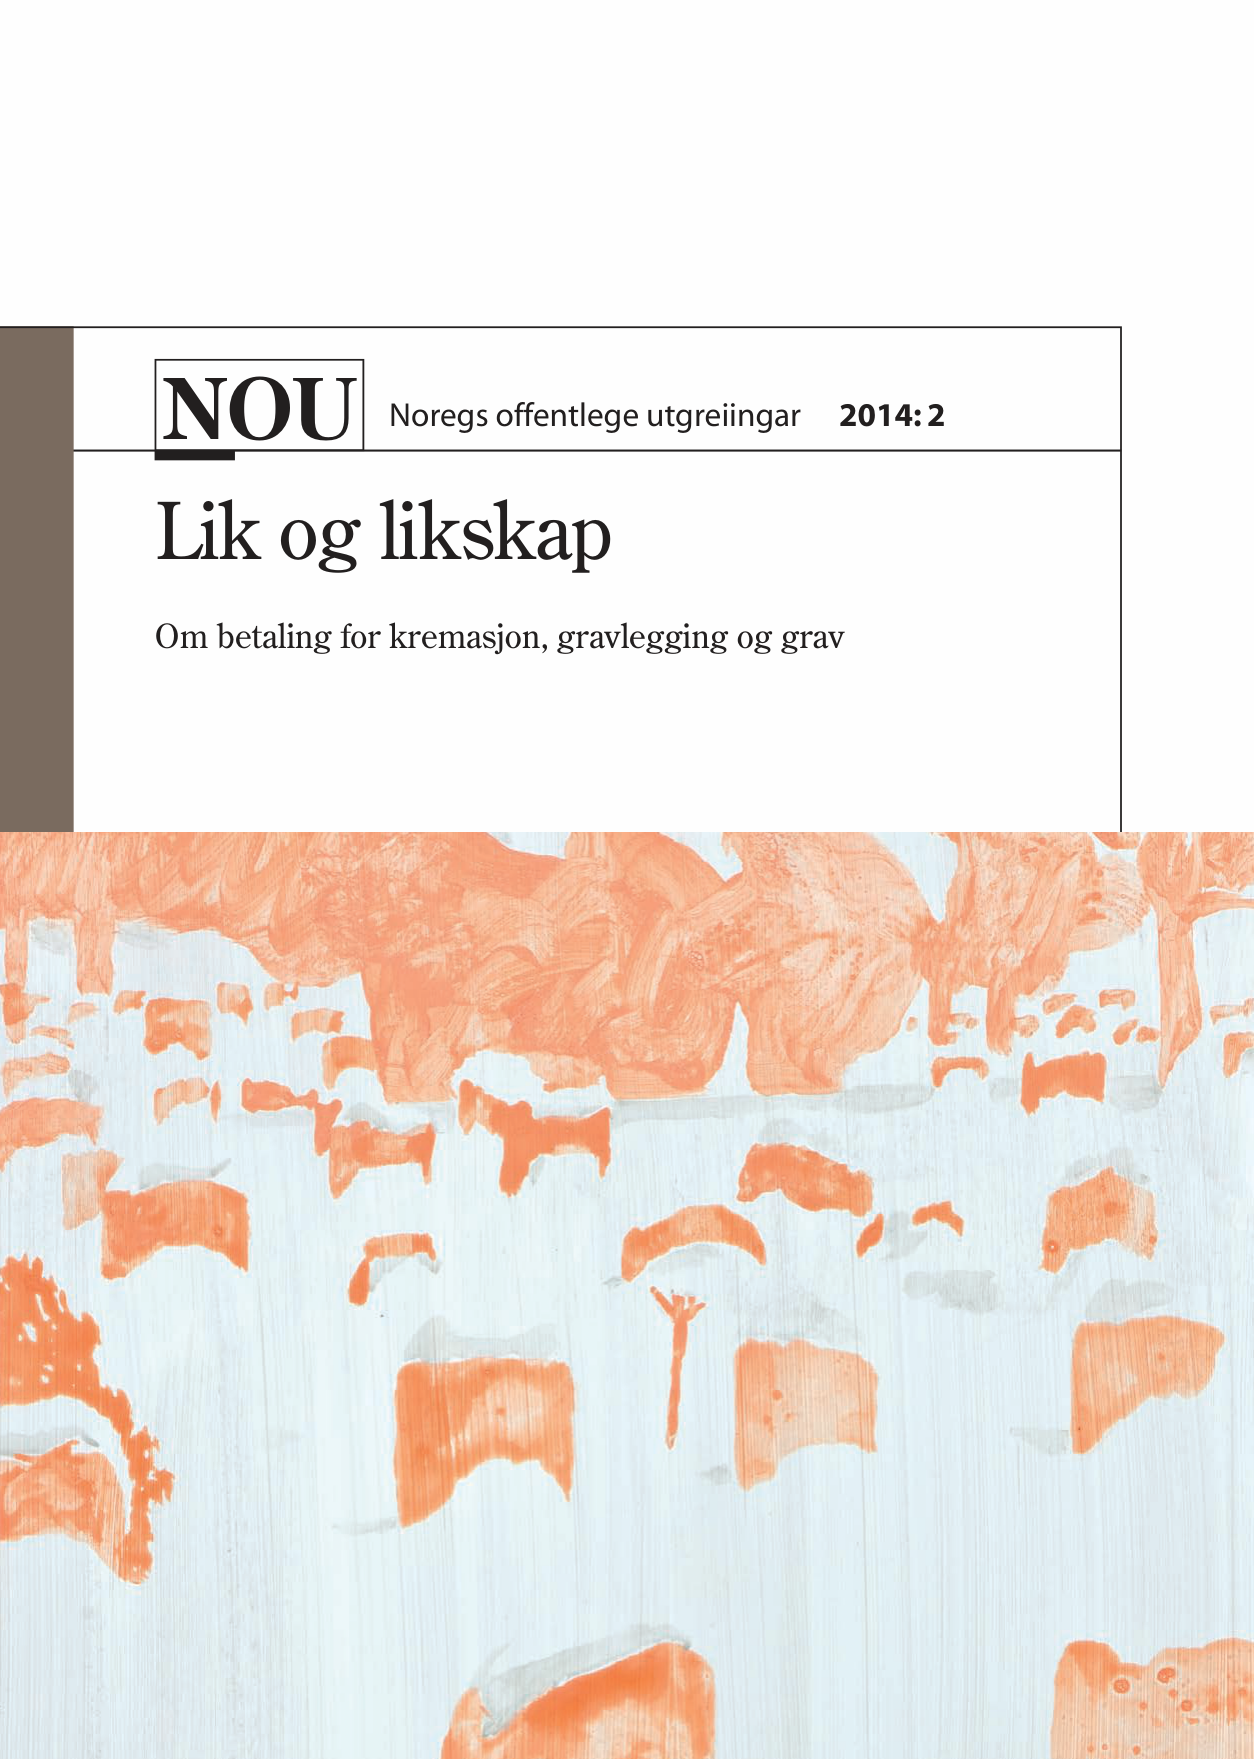 NOU Noregs offentlege utgreiingar 2014: 2
Lik og likskap
Om betaling for kremasjon, gravlegging og grav